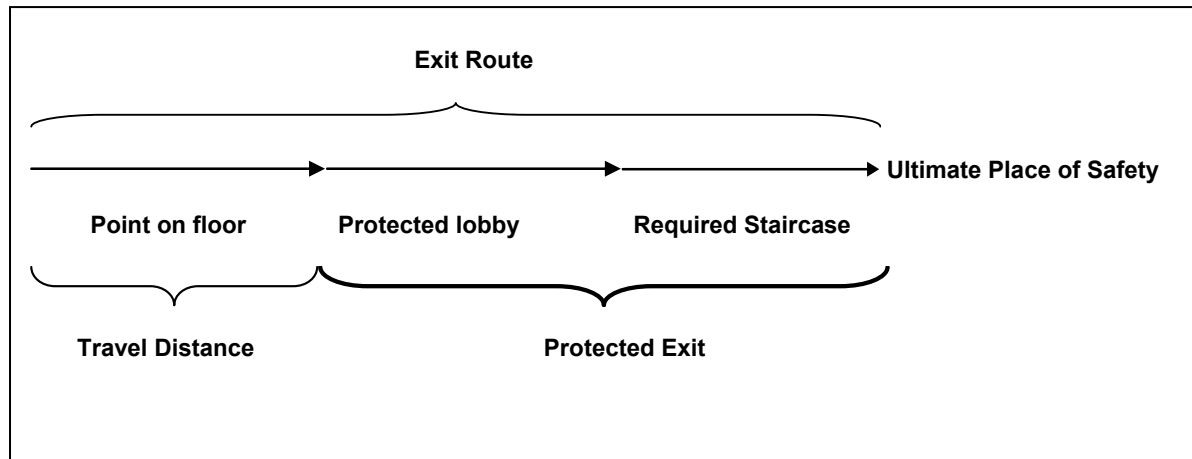 Exit Route
Ultimate Place of Safety
Point on floor Protected lobby Required Staircase
Travel Distance Protected Exit